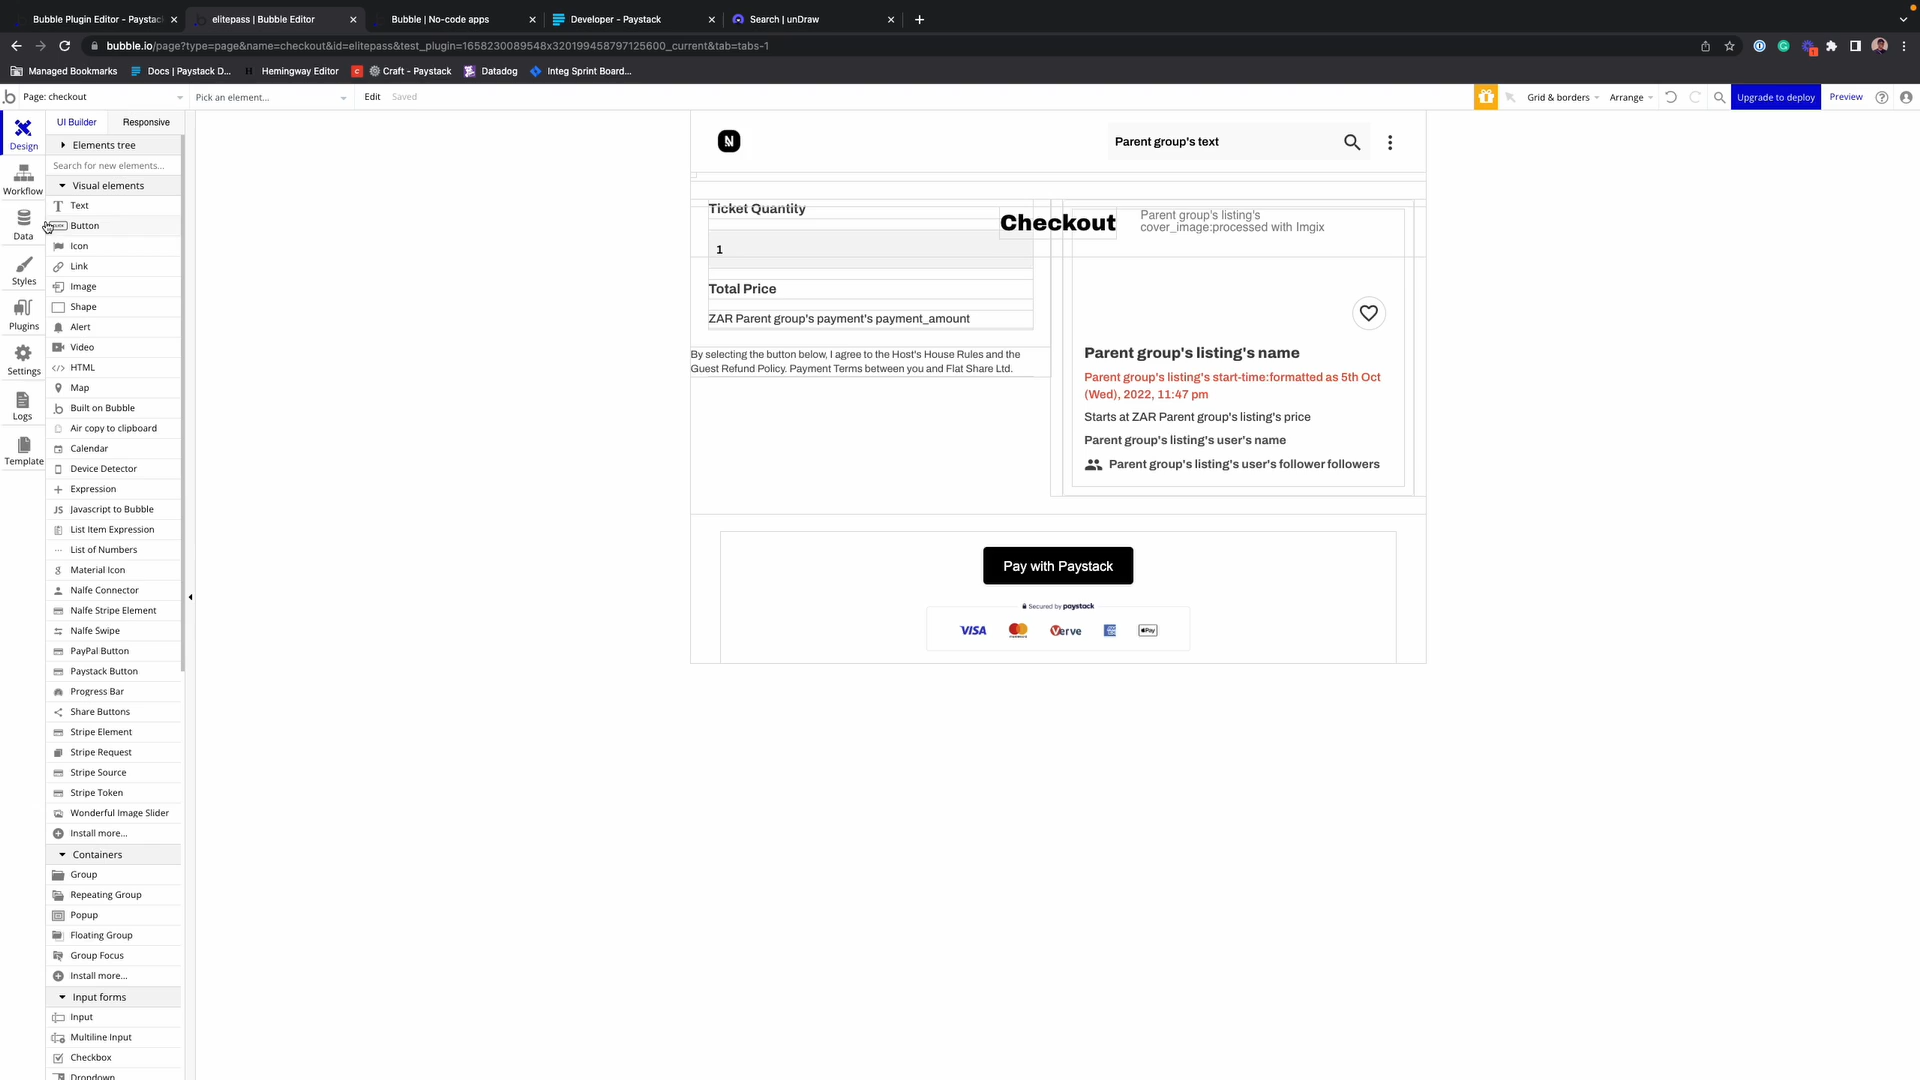 Bubble Plugin Editor - Paystac
elitepass | Bubble Editor
Bubble | No-code apps
Developer - Paystack
Search | unDraw
bubble.io/page?type=page&name=checkout&id=elitepass&test_plugin=1658230089548x320199458797125600_current&tab=tabs-1
Managed Bookmarks
Docs | Paystack D...
Hemingway Editor
Craft - Paystack
Datadog
Integ Sprint Board...
Page: checkout
Pick an element...
Edit
Saved
Grid & borders
Arrange
Upgrade to deploy
Preview
Design
Workflow
Data
Styles
Plugins
Settings
Logs
Template
UI Builder
Responsive
Elements tree
Search for new elements...
Visual elements
Text
Button
Icon
Link
Image
Shape
Alert
Video
HTML
Map
Built on Bubble
Air copy to clipboard
Calendar
Device Detector
Expression
JS Javascript to Bubble
List Item Expression
List of Numbers
Material Icon
Nalfe Connector
Nalfe Stripe Element
Nalfe Swipe
PayPal Button
Paystack Button
Progress Bar
Share Buttons
Stripe Element
Stripe Request
Stripe Source
Stripe Token
Wonderful Image Slider
Install more...
Containers
Group
Repeating Group
Popup
Floating Group
Group Focus
Install more...
Input forms
Input
Multiline Input
Checkbox
Dropdown
N
Parent group's text
Checkout
Ticket Quantity
1
Total Price
ZAR Parent group's payment's payment_amount
By selecting the button below, I agree to the Host's House Rules and the
Guest Refund Policy. Payment Terms between you and Flat Share Ltd.
Parent group's listing's
cover_image:processed with Imgix
Parent group's listing's name
Parent group's listing's start-time:formatted as 5th Oct
(Wed), 2022, 11:47 pm
Starts at ZAR Parent group's listing's price
Parent group's listing's user's name
Parent group's listing's user's follower followers
Pay with Paystack
Secured by paystack
VISA
Verve
Pay